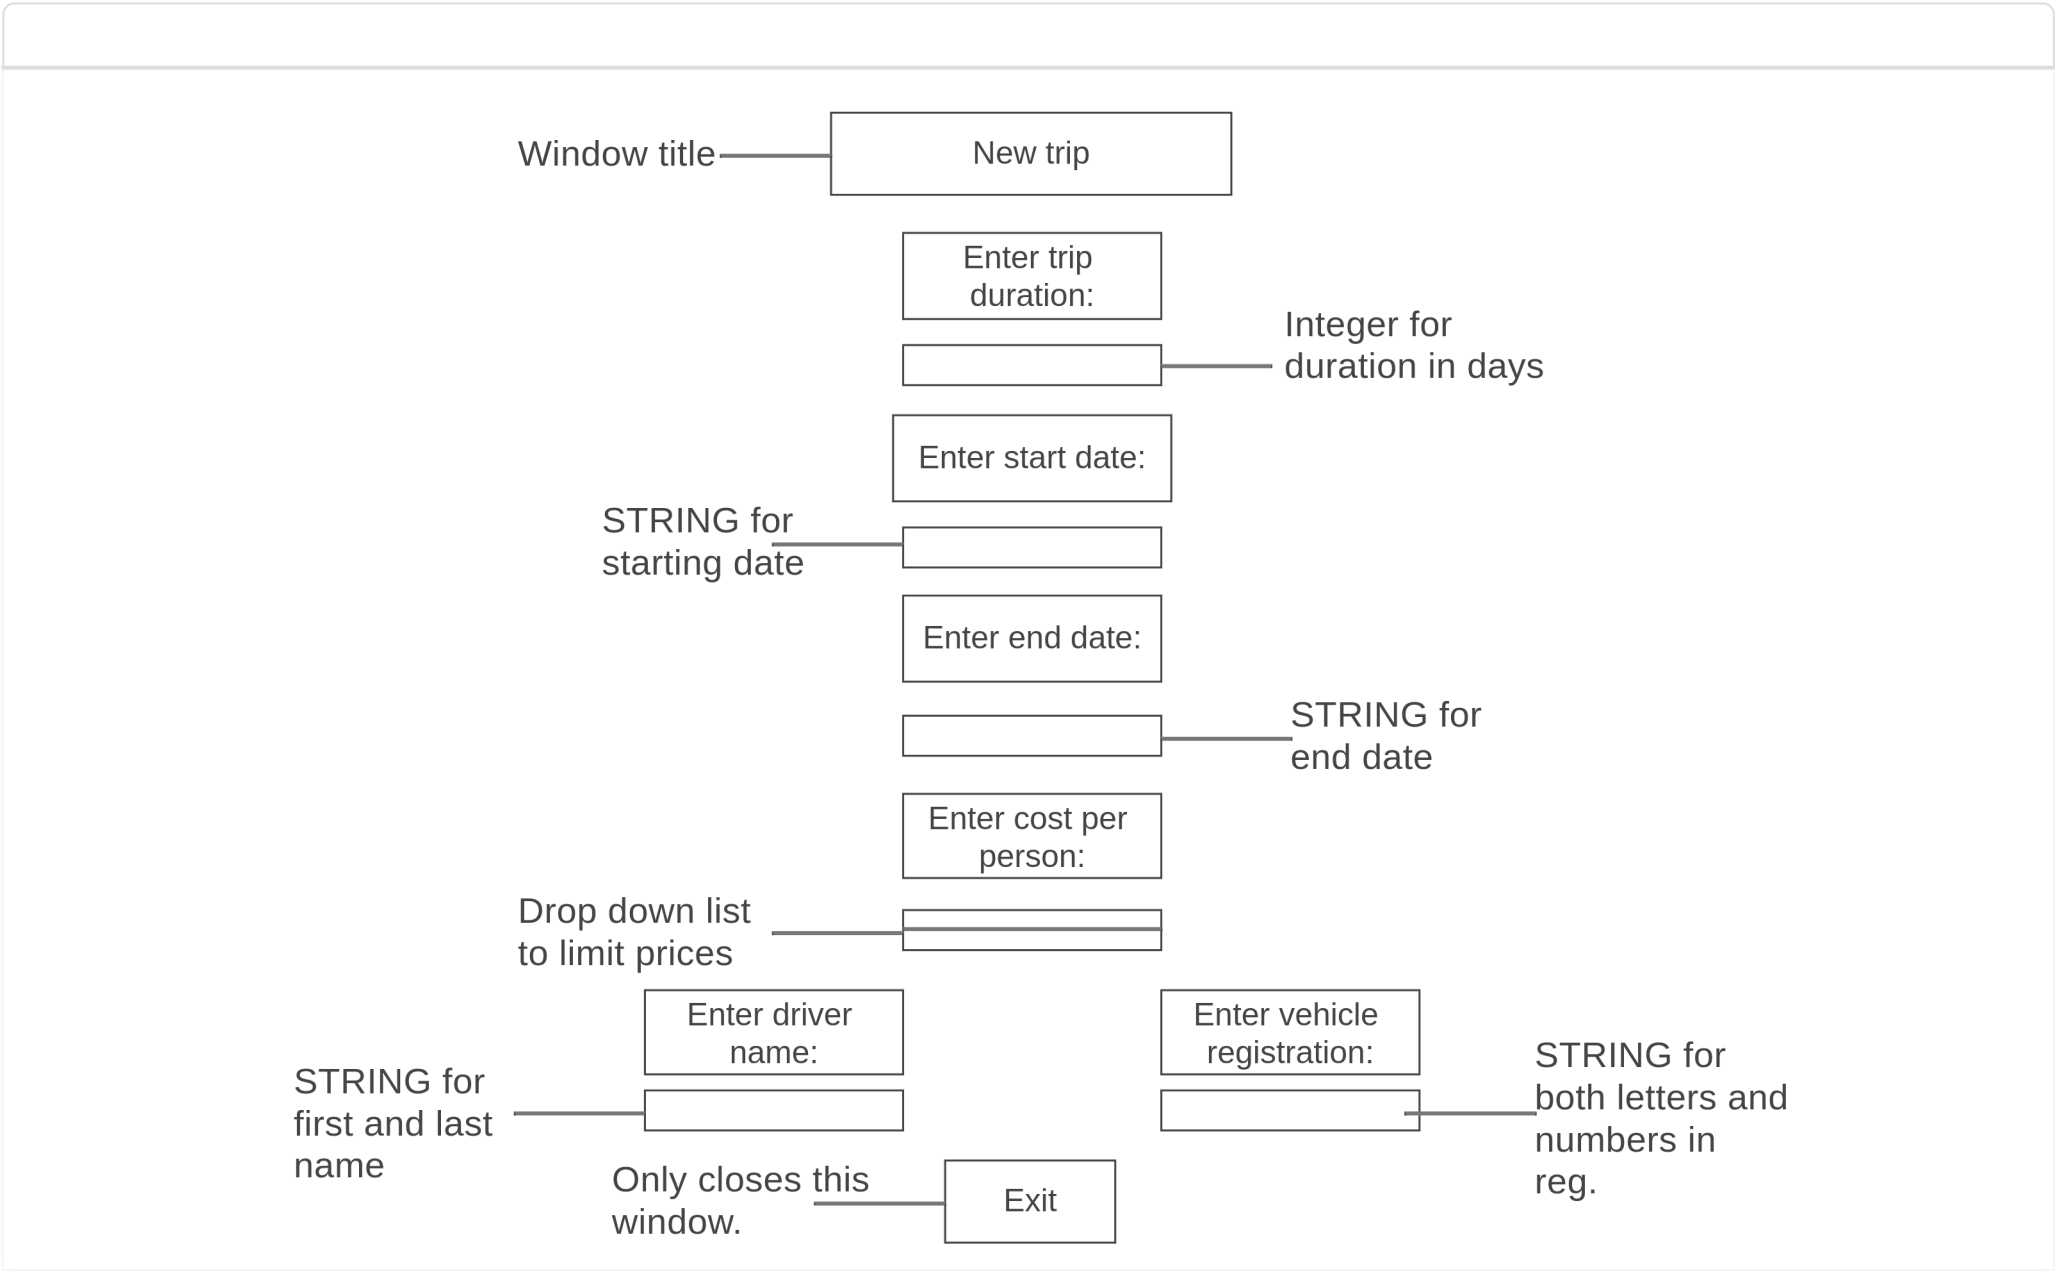 Window title
New trip
Enter trip
duration:
Integer for
duration in days
Enter start date:
STRING for
starting date
Enter end date:
STRING for
end date
Enter cost per
person:
Drop down list
to limit prices
Enter driver
name:
Enter vehicle
registration:
STRING for
first and last
name
STRING for
both letters and
numbers in
reg.
Only closes this
window.
Exit